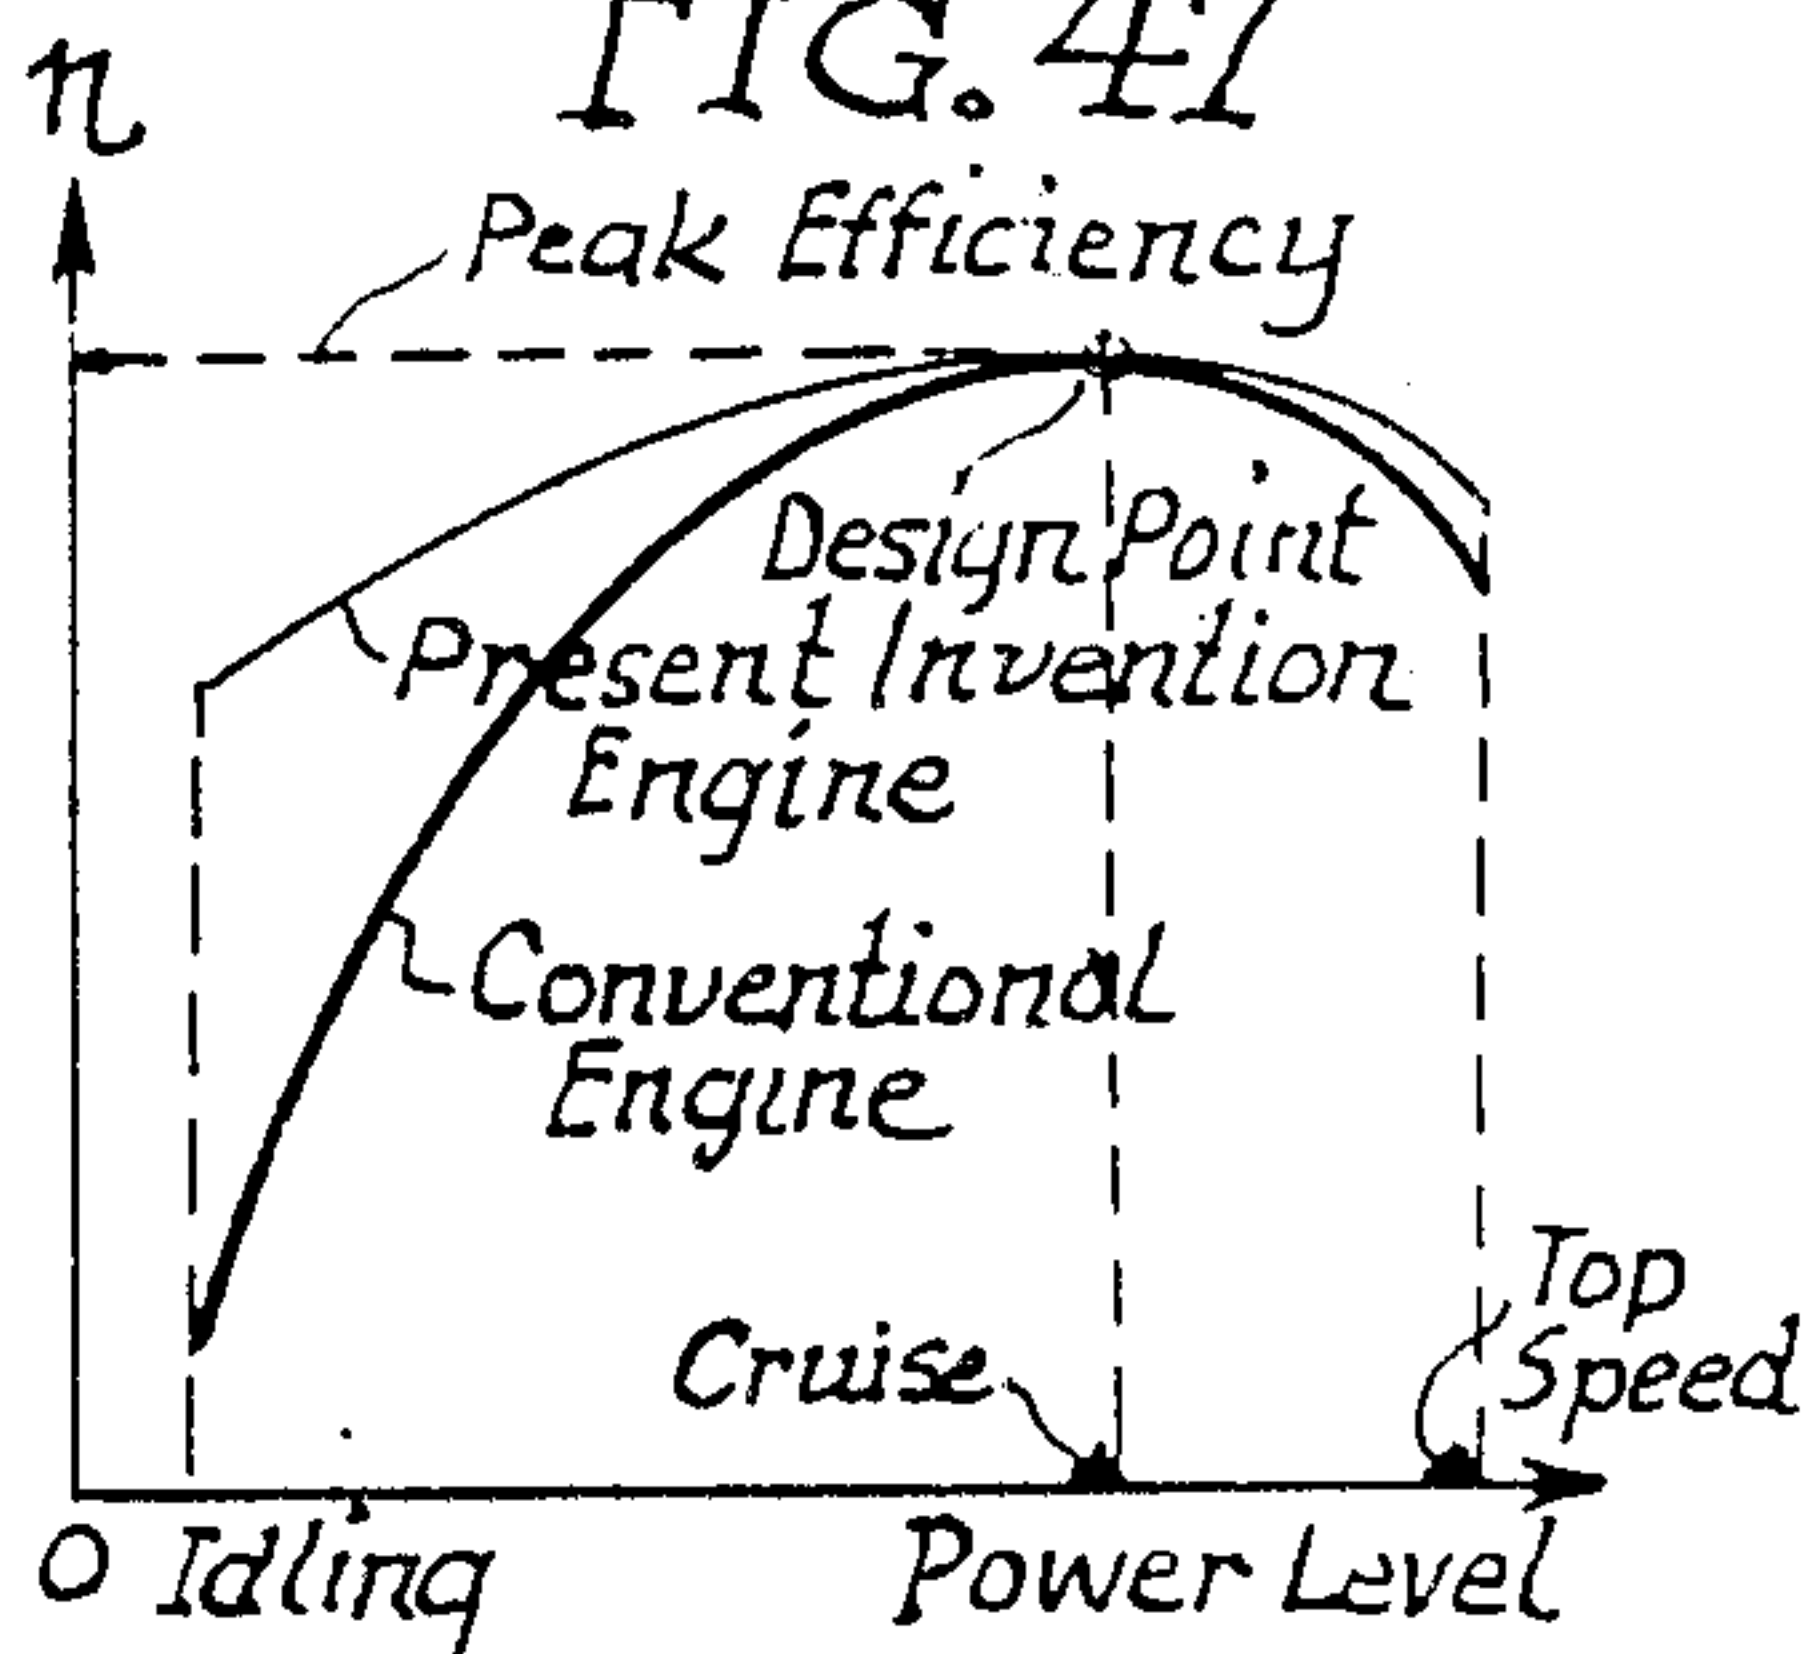 FIG. 41
η
Peak Efficiency
Design Point
Present Invention
Engine
Conventional
Engine
Top
Speed
Cruise
O Idling
Power Level